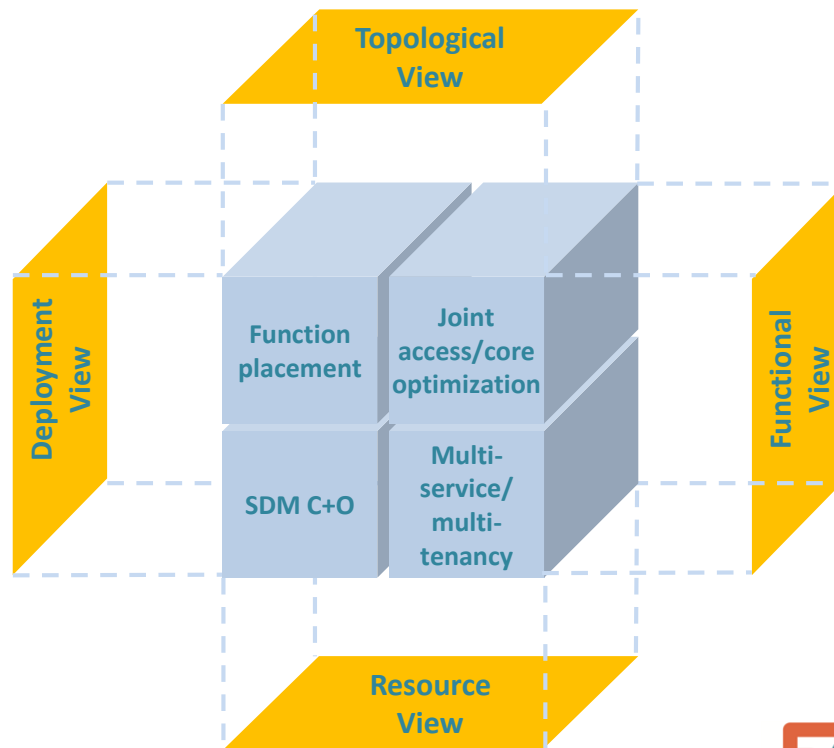 Topological
View
Deployment
View
Function
placement
Joint
access/core
optimization
Functional
View
SDM C+O
Multi-
service/
multi-
tenancy
Resource
View